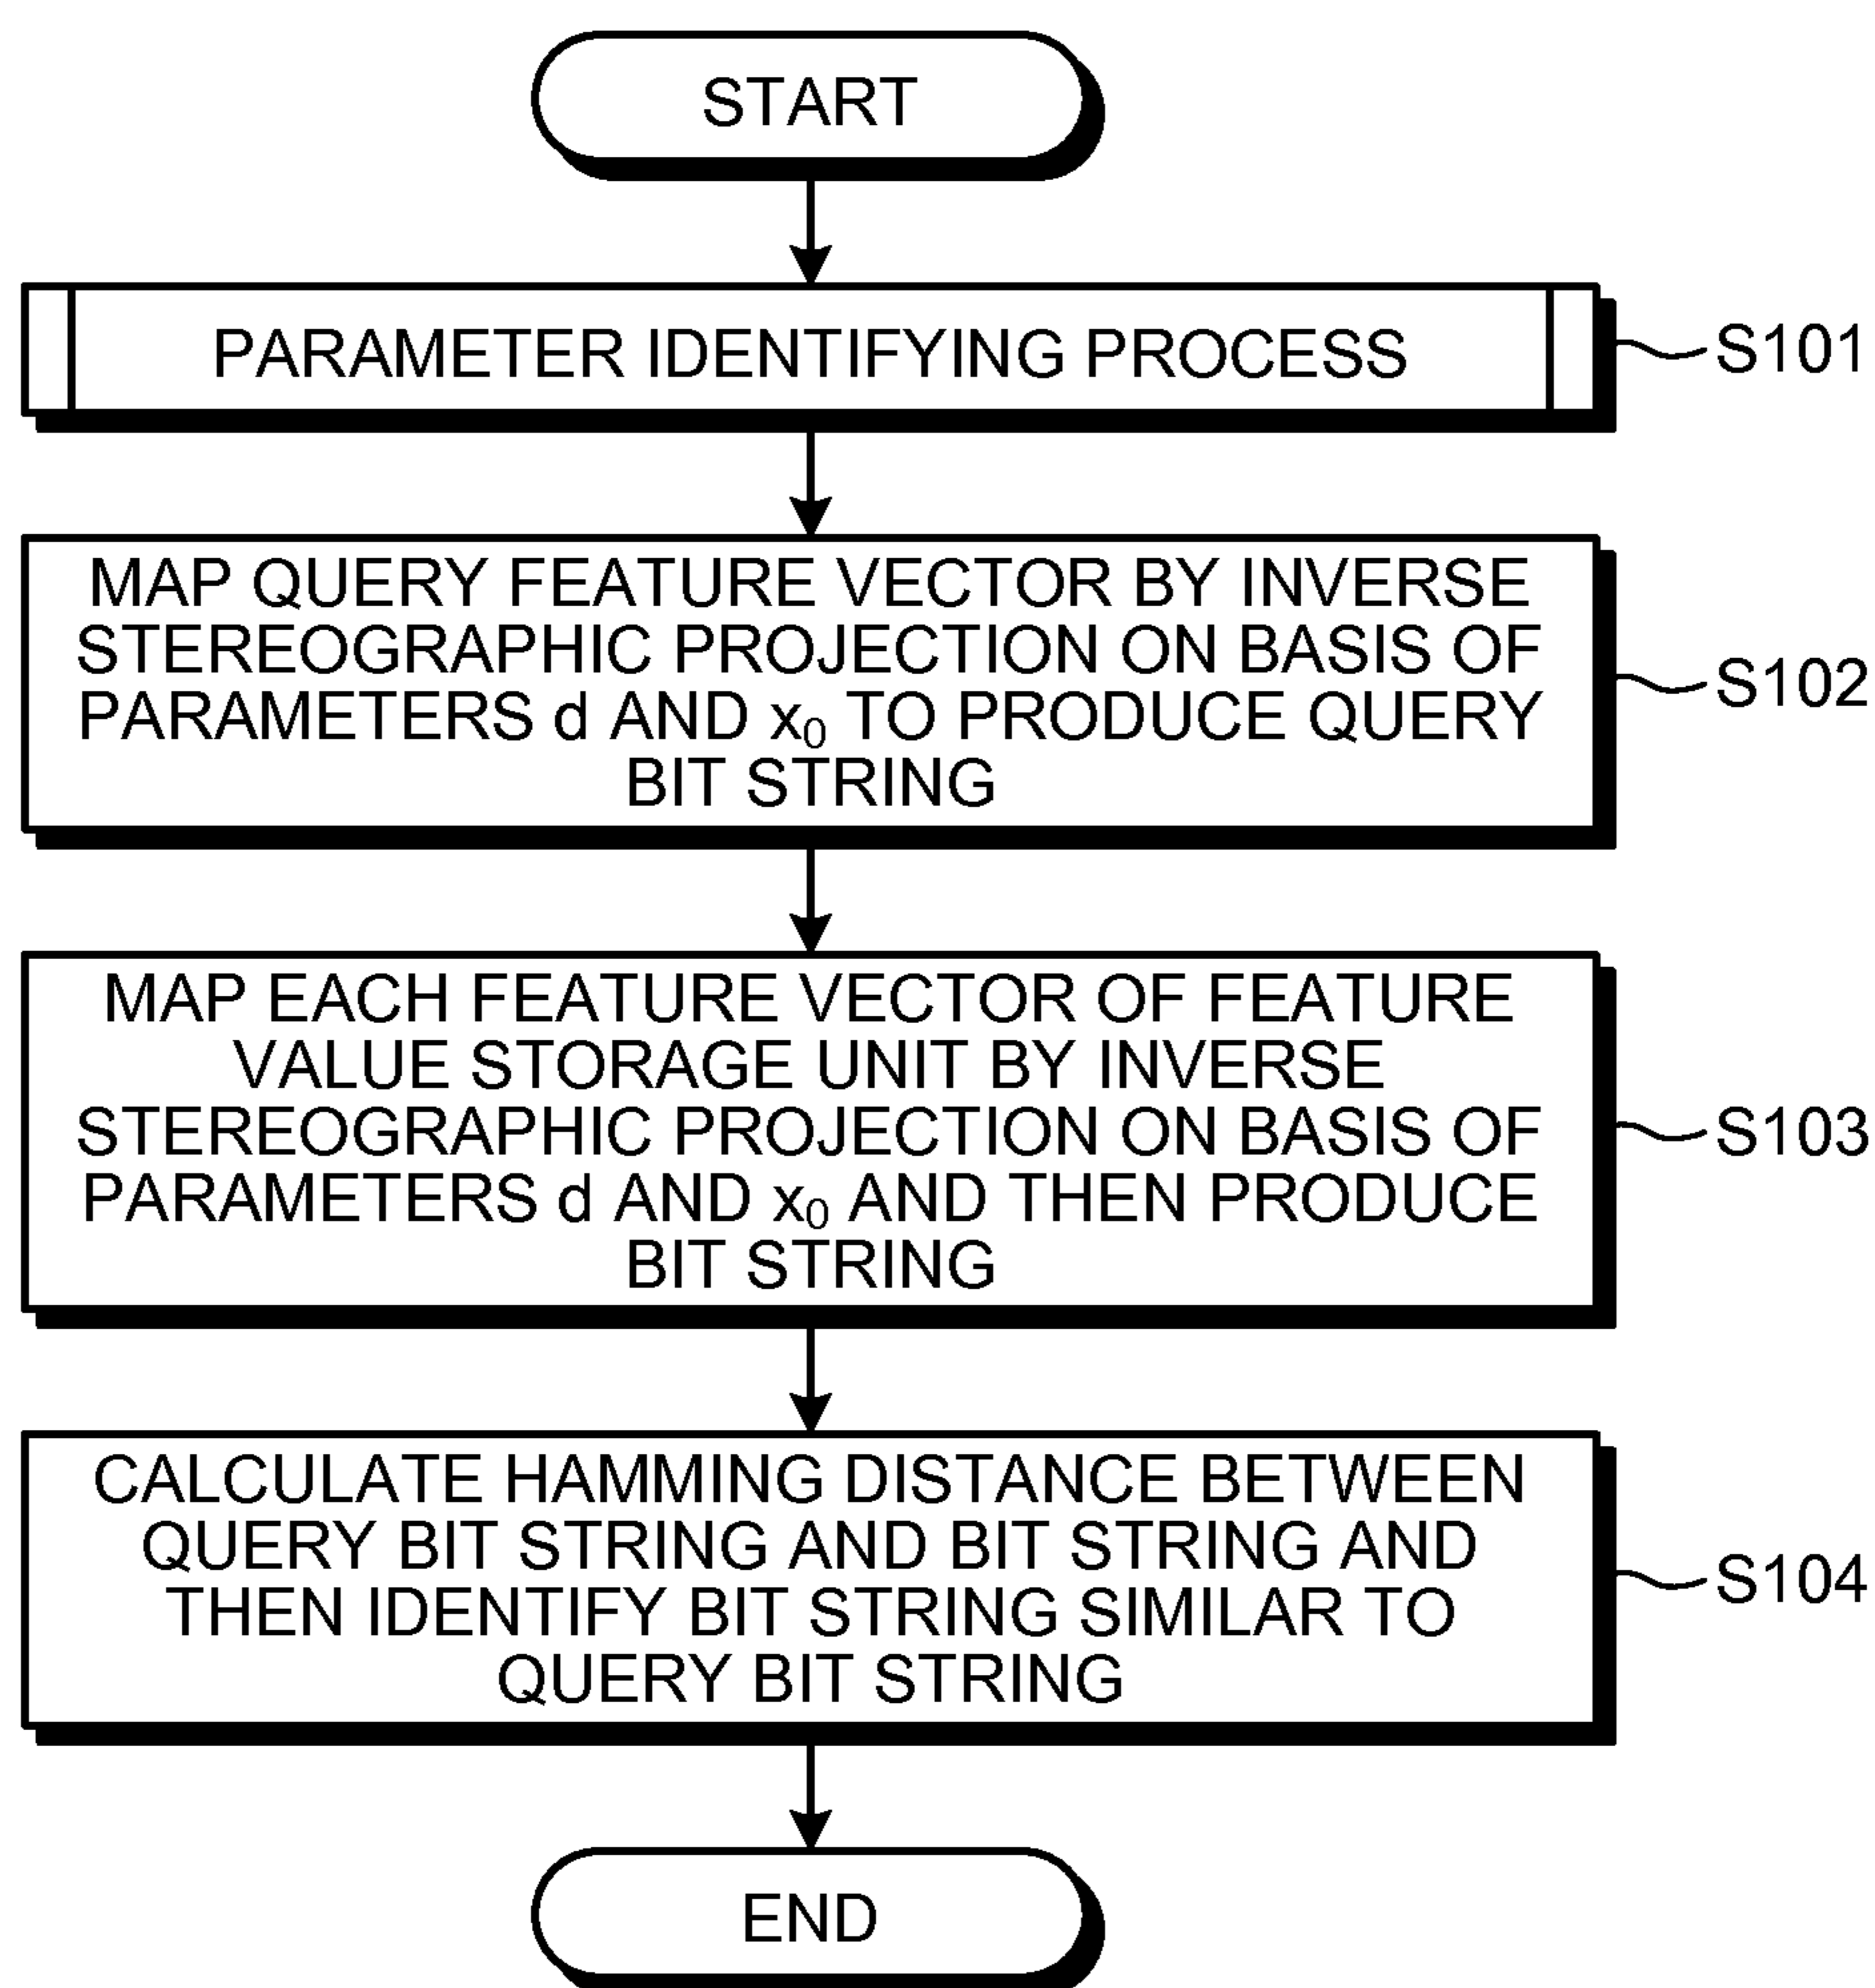 START
PARAMETER IDENTIFYING PROCESS
S101
MAP QUERY FEATURE VECTOR BY INVERSE
STEREOGRAPHIC PROJECTION ON BASIS OF
PARAMETERS d AND x₀ TO PRODUCE QUERY
BIT STRING
S102
MAP EACH FEATURE VECTOR OF FEATURE
VALUE STORAGE UNIT BY INVERSE
STEREOGRAPHIC PROJECTION ON BASIS OF
PARAMETERS d AND x₀ AND THEN PRODUCE
BIT STRING
S103
CALCULATE HAMMING DISTANCE BETWEEN
QUERY BIT STRING AND BIT STRING AND
THEN IDENTIFY BIT STRING SIMILAR TO
QUERY BIT STRING
S104
END